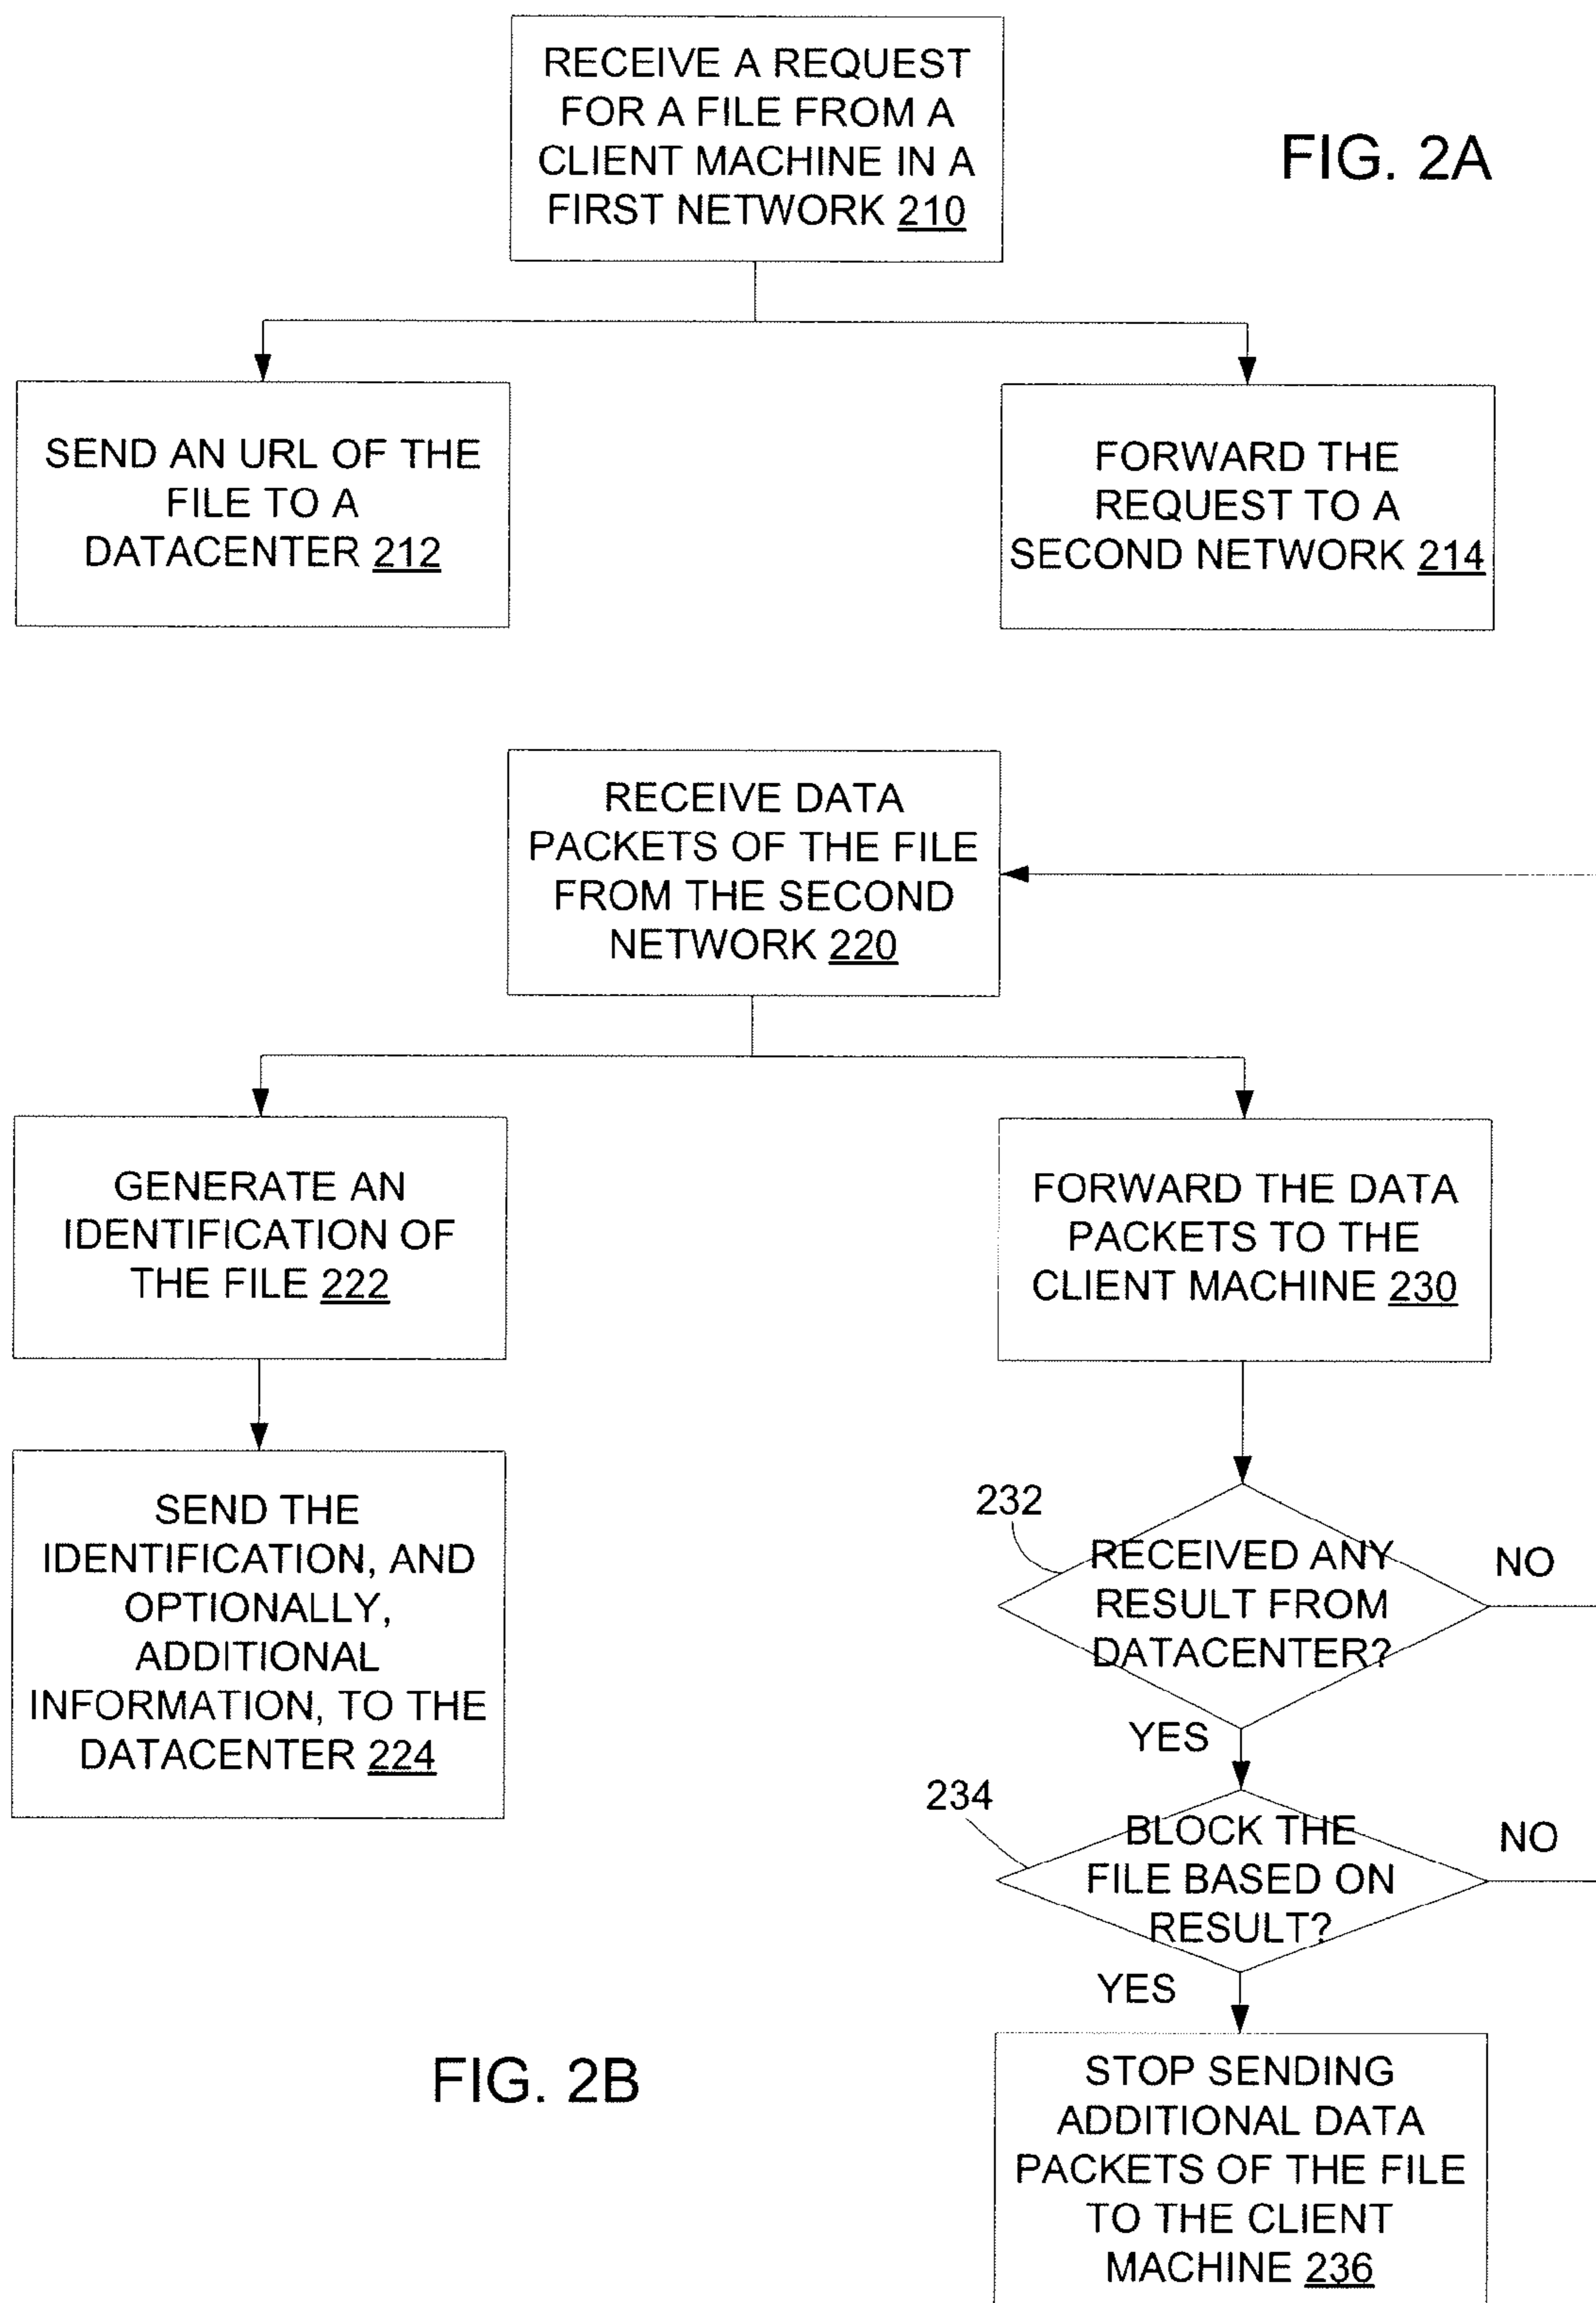 RECEIVE A REQUEST
FOR A FILE FROM A
CLIENT MACHINE IN A
FIRST NETWORK 210
FIG. 2A
SEND AN URL OF THE
FILE TO A
DATACENTER 212
FORWARD THE
REQUEST TO A
SECOND NETWORK 214
RECEIVE DATA
PACKETS OF THE FILE
FROM THE SECOND
NETWORK 220
GENERATE AN
IDENTIFICATION OF
THE FILE 222
FORWARD THE DATA
PACKETS TO THE
CLIENT MACHINE 230
SEND THE
IDENTIFICATION, AND
OPTIONALLY,
ADDITIONAL
INFORMATION, TO THE
DATACENTER 224
232
RECEIVED ANY
RESULT FROM
DATACENTER?
NO
YES
234
BLOCK THE
FILE BASED ON
RESULT?
NO
YES
FIG. 2B
STOP SENDING
ADDITIONAL DATA
PACKETS OF THE FILE
TO THE CLIENT
MACHINE 236